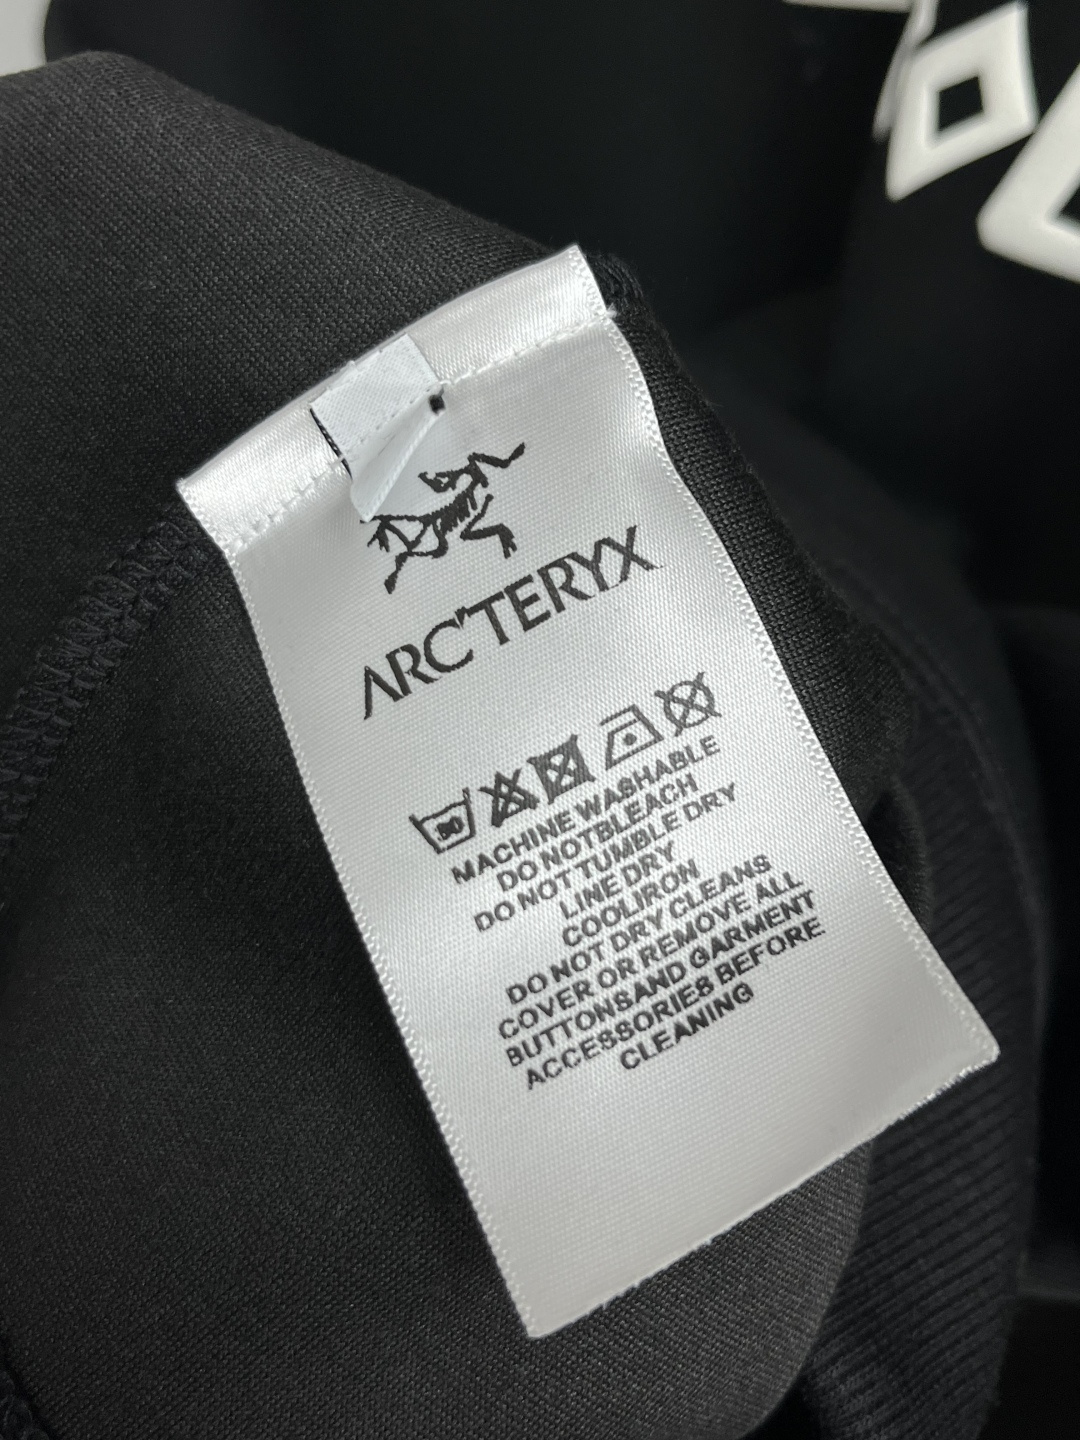 ARC'TERYX
30
MACHINE WASHABLE
DO NOTBLEACH
DO NOT TUMBLE DRY
LINE DRY
COOLIRON
DO NOT DRY CLEANS
COVER OR REMOVE ALL
BUTTONSAND GARMENT
ACCESSORIES BEFORE
CLEANING